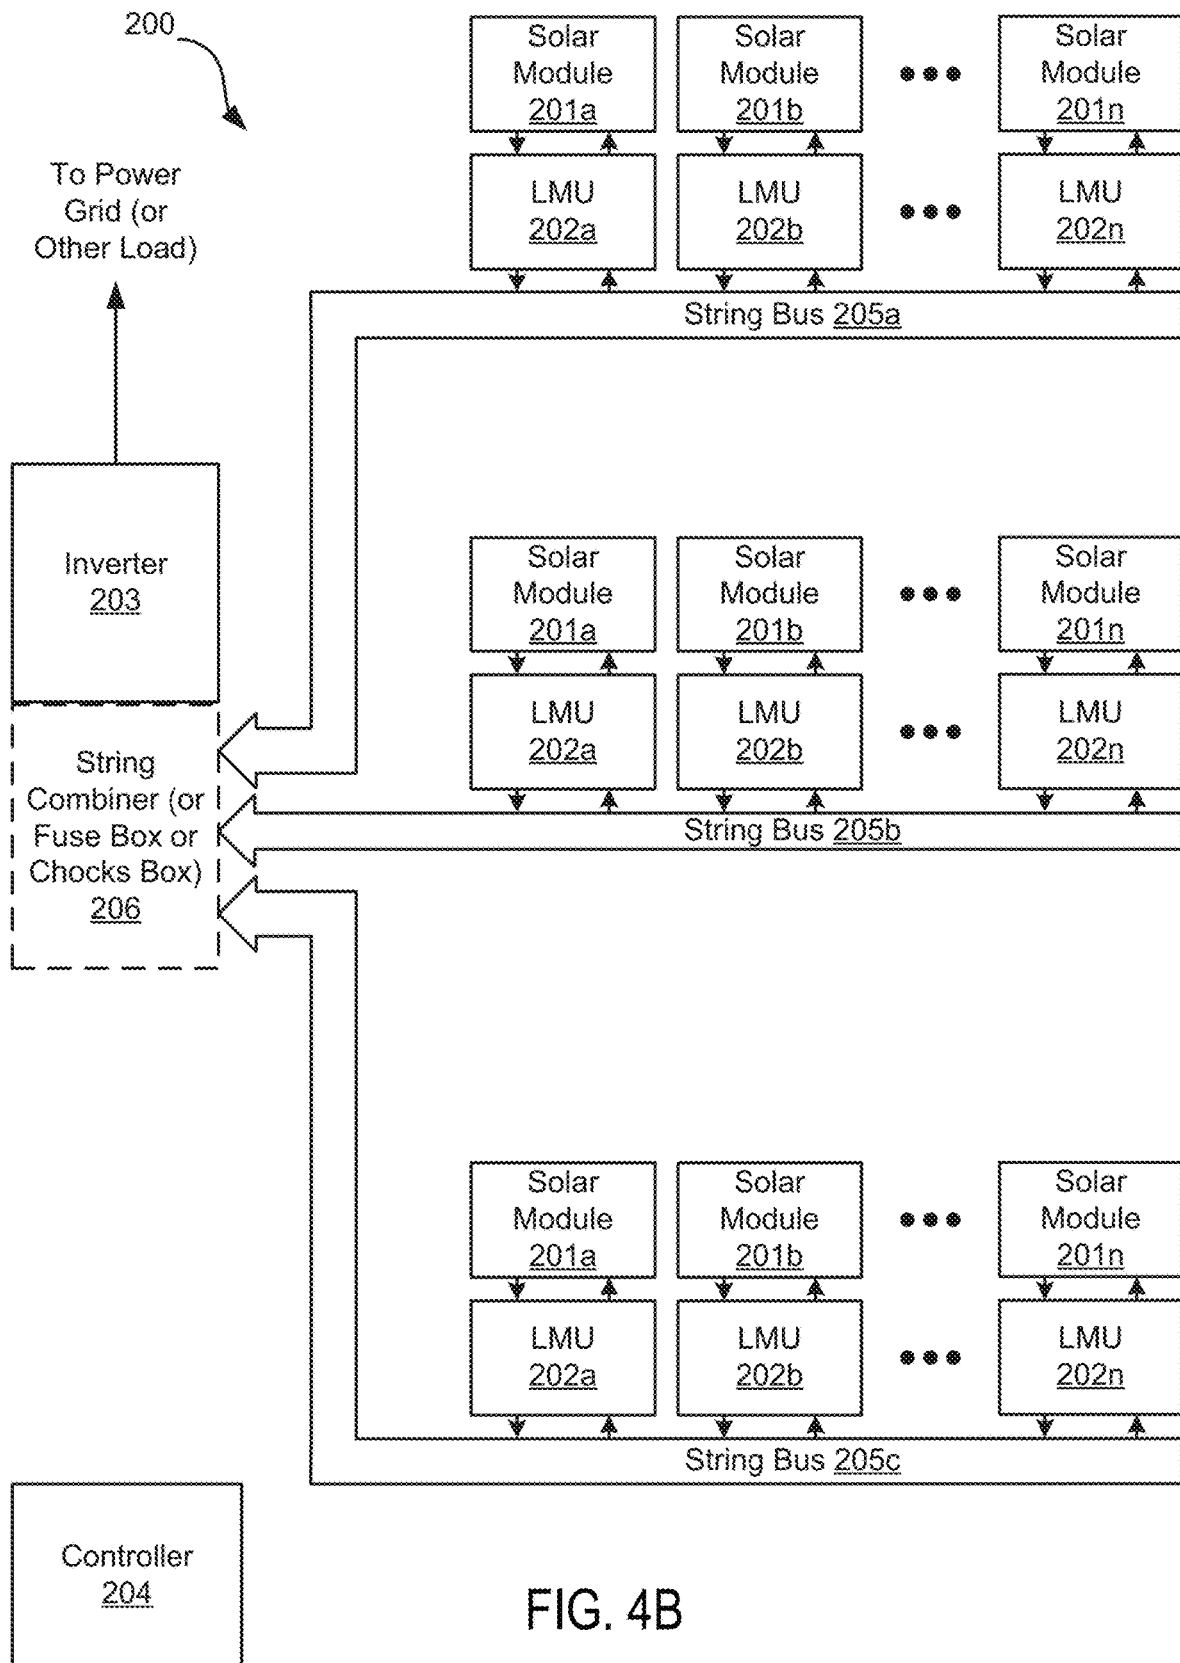 200
To Power
Grid (or
Other Load)
Solar
Module
201a
Solar
Module
201b
Solar
Module
201n
LMU
202a
LMU
202b
LMU
202n
String Bus 205a
Inverter
203
String
Combiner (or
Fuse Box or
Chocks Box)
206
Solar
Module
201a
Solar
Module
201b
Solar
Module
201n
LMU
202a
LMU
202b
LMU
202n
String Bus 205b
Solar
Module
201a
Solar
Module
201b
Solar
Module
201n
LMU
202a
LMU
202b
LMU
202n
String Bus 205c
Controller
204
FIG. 4B